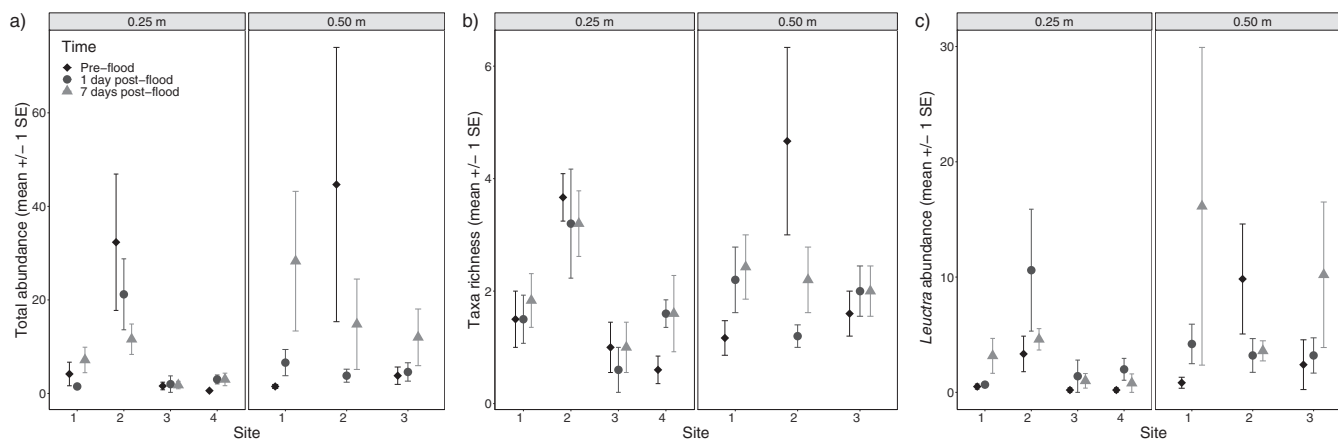 a)
0.25 m
0.50 m
Time
Pre−flood
1 day post−flood
7 days post−flood
Total abundance (mean +/− 1 SE)
60
40
20
0
1 2 3 4 1 2 3
Site
b)
0.25 m
0.50 m
Taxa richness (mean +/− 1 SE)
6
4
2
0
1 2 3 4 1 2 3
Site
c)
0.25 m
0.50 m
Leuctra abundance (mean +/− 1 SE)
30
20
10
0
1 2 3 4 1 2 3
Site